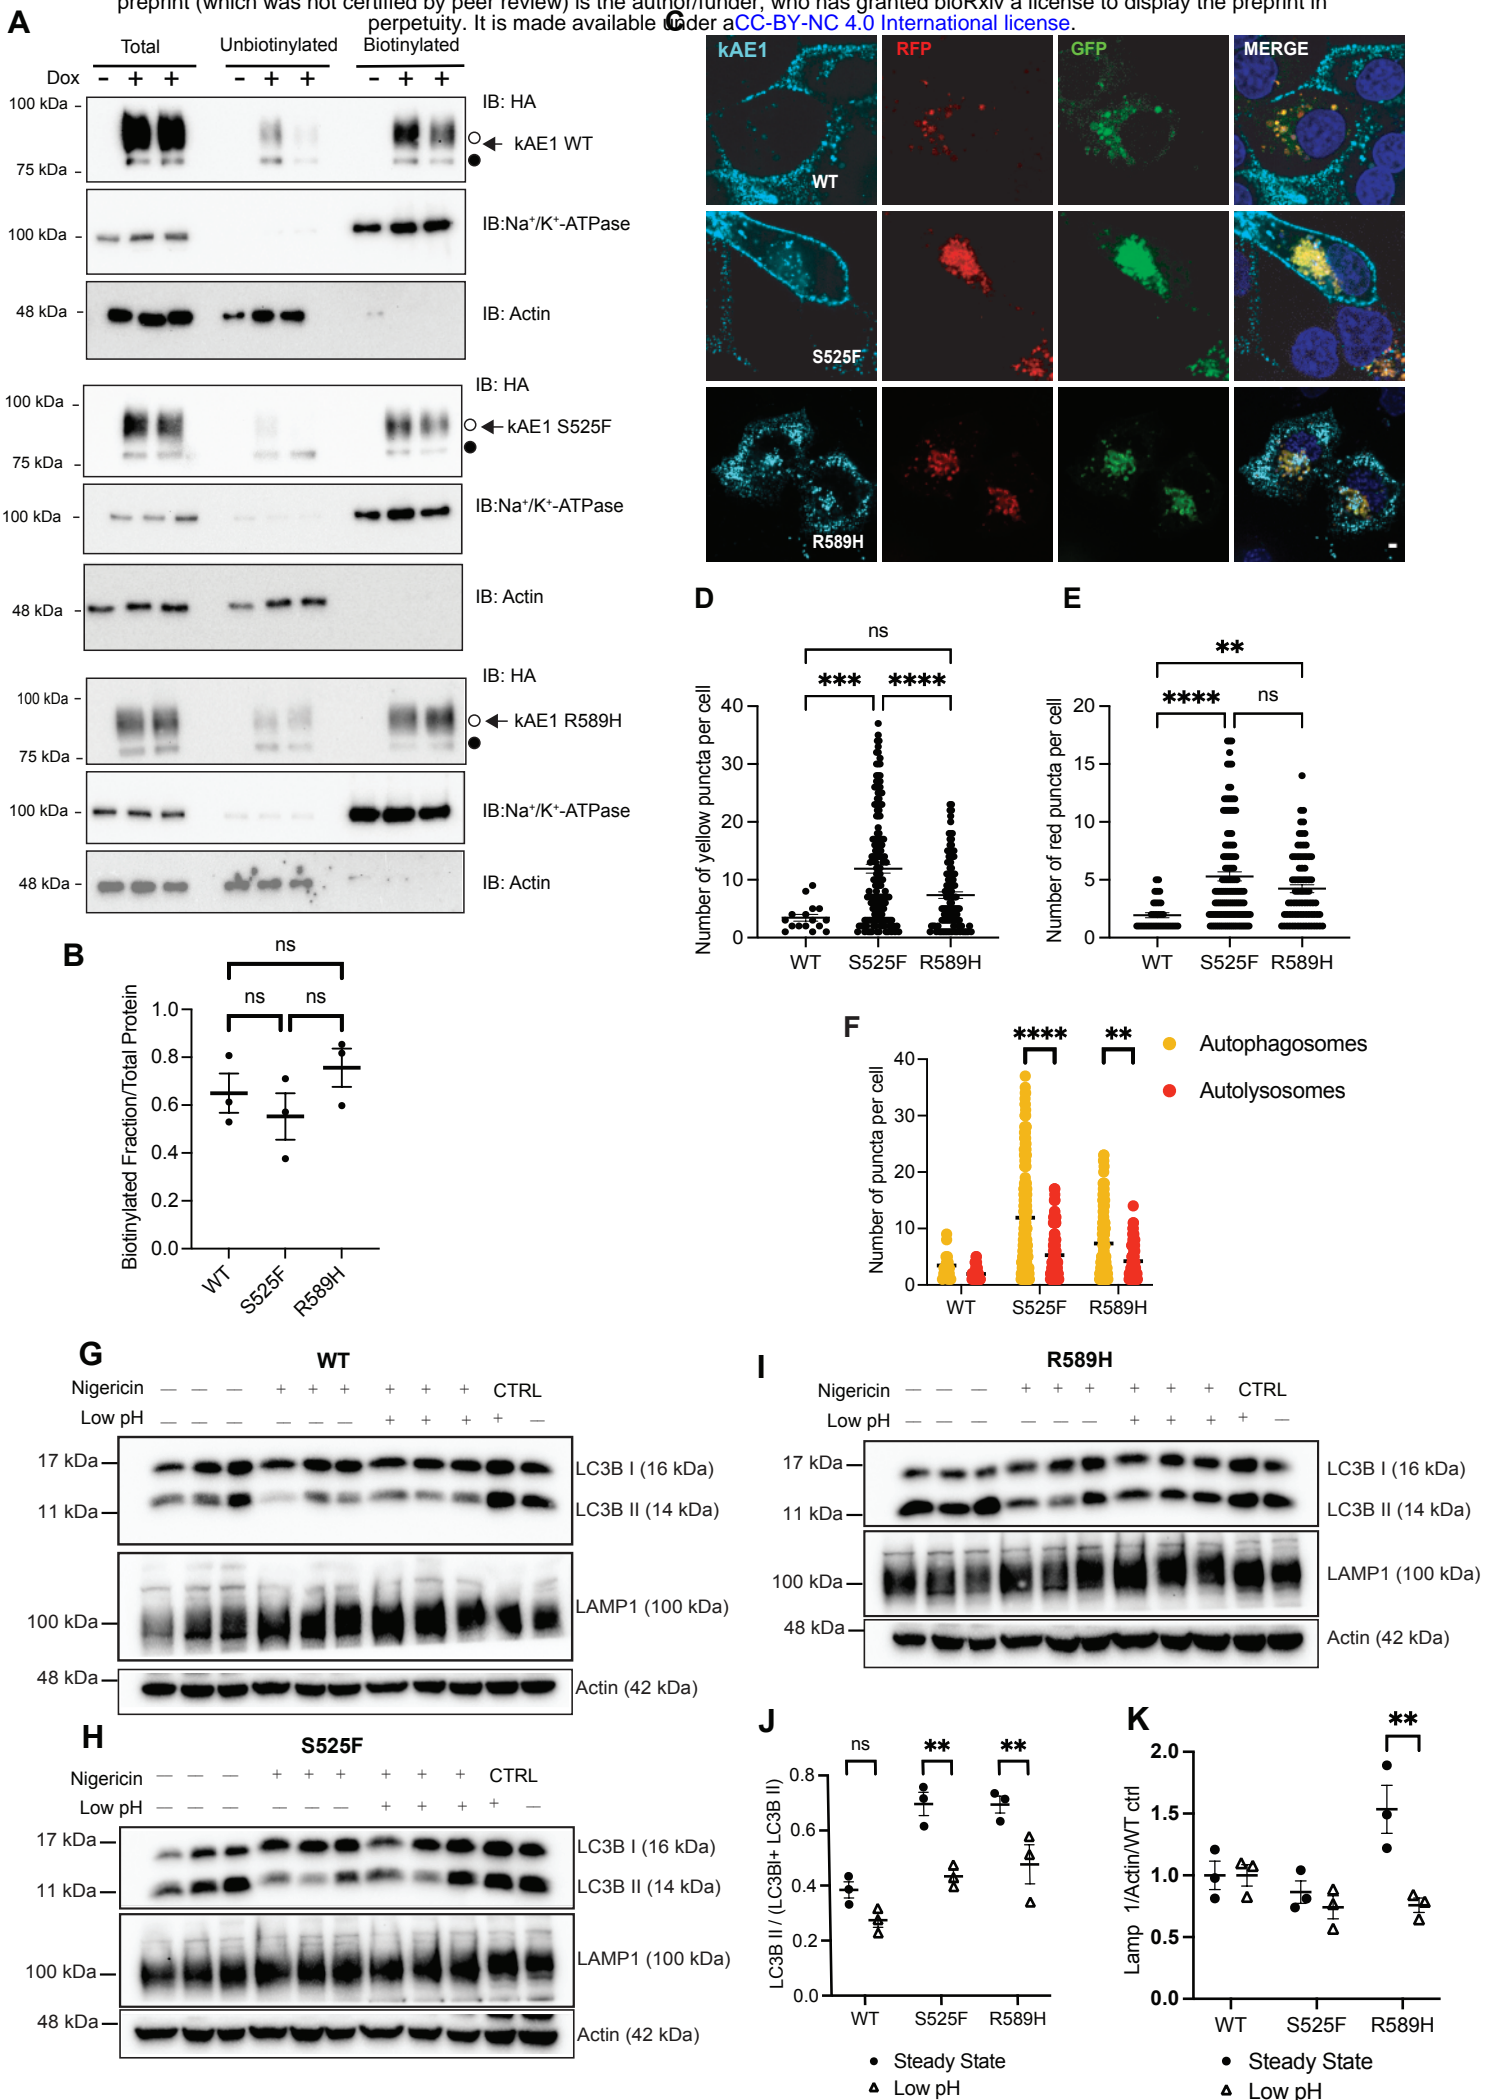 preprint (which was not certified by peer review) is the author/funder, who has granted bioRxiv a license to display the preprint in
perpetuity. It is made available under aCC-BY-NC 4.0 International license.
A
Total Unbiotinylated Biotinylated
Dox - + + - + + - + +
100 kDa
IB: HA
kAE1 WT
75 kDa
100 kDa
IB:Na+/K+-ATPase
48 kDa
IB: Actin
100 kDa
IB: HA
kAE1 S525F
75 kDa
100 kDa
IB:Na+/K+-ATPase
48 kDa
IB: Actin
100 kDa
IB: HA
kAE1 R589H
75 kDa
100 kDa
IB:Na+/K+-ATPase
48 kDa
IB: Actin
B
ns
ns ns
Biotinylated Fraction/Total Protein
1.0
0.8
0.6
0.4
0.2
0.0
WT S525F R589H
C
kAE1 RFP GFP MERGE
WT
S525F
R589H
D
ns
*** ****
Number of yellow puncta per cell
40
30
20
10
0
WT S525F R589H
E
**
**** ns
Number of red puncta per cell
20
15
10
5
0
WT S525F R589H
F
**** **
Autophagosomes
Autolysosomes
Number of puncta per cell
40
30
20
10
0
WT S525F R589H
G
WT
Nigericin — — — + + + + + + CTRL
Low pH — — — — — — + + + + —
17 kDa
LC3B I (16 kDa)
11 kDa
LC3B II (14 kDa)
100 kDa
LAMP1 (100 kDa)
48 kDa
Actin (42 kDa)
H
S525F
Nigericin — — — + + + + + + CTRL
Low pH — — — — — — + + + + —
17 kDa
LC3B I (16 kDa)
11 kDa
LC3B II (14 kDa)
100 kDa
LAMP1 (100 kDa)
48 kDa
Actin (42 kDa)
I
R589H
Nigericin — — — + + + + + + CTRL
Low pH — — — — — — + + + + —
17 kDa
LC3B I (16 kDa)
11 kDa
LC3B II (14 kDa)
100 kDa
LAMP1 (100 kDa)
48 kDa
Actin (42 kDa)
J
ns ** **
LC3B II / (LC3BI+ LC3B II)
0.8
0.6
0.4
0.2
0.0
WT S525F R589H
Steady State
Low pH
K
**
Lamp 1/Actin/WT ctrl
2.0
1.5
1.0
0.5
0.0
WT S525F R589H
Steady State
Low pH